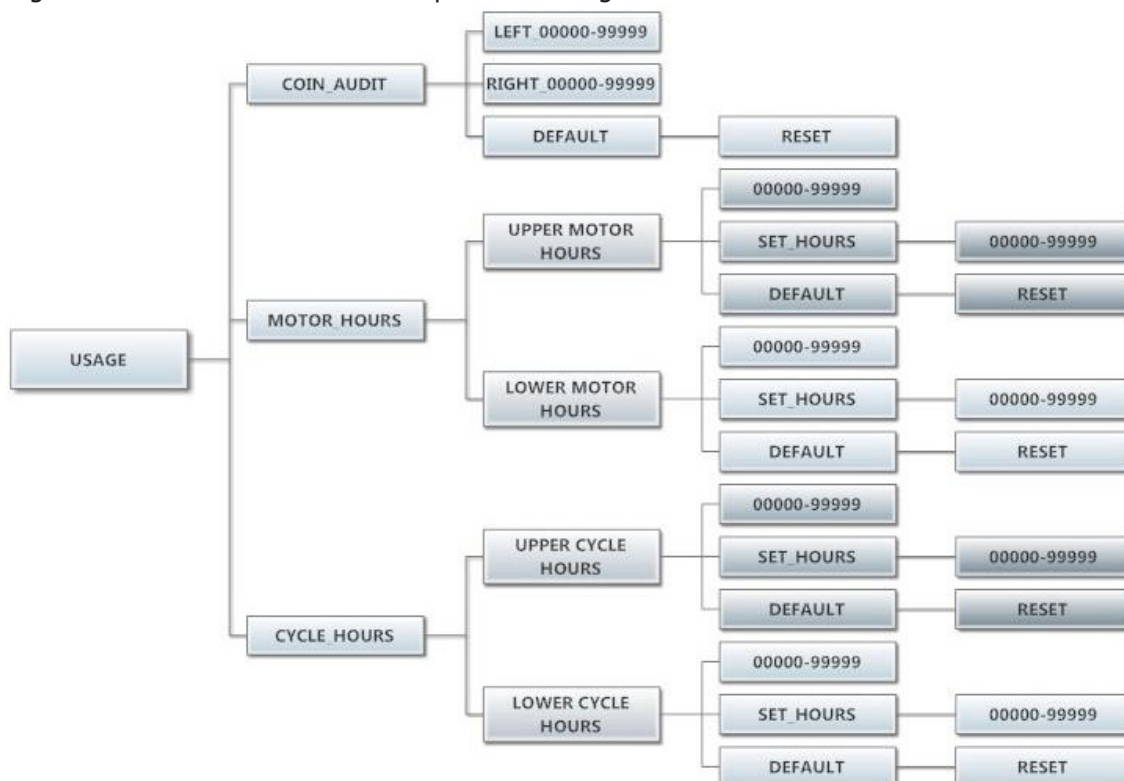 LEFT_00000-99999
COIN_AUDIT
RIGHT_00000-99999
DEFAULT
RESET
00000-99999
UPPER MOTOR
HOURS
SET_HOURS
00000-99999
DEFAULT
RESET
MOTOR_HOURS
00000-99999
LOWER MOTOR
HOURS
SET_HOURS
00000-99999
DEFAULT
RESET
USAGE
00000-99999
UPPER CYCLE
HOURS
SET_HOURS
00000-99999
DEFAULT
RESET
CYCLE_HOURS
00000-99999
LOWER CYCLE
HOURS
SET_HOURS
00000-99999
DEFAULT
RESET